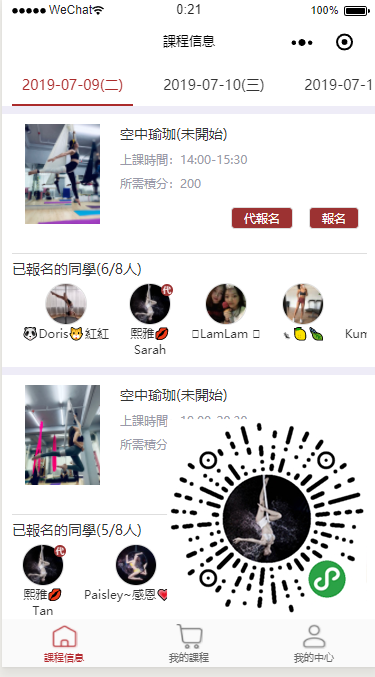 WeChat 0:21 100%
課程信息
2019-07-09(二) 2019-07-10(三) 2019-07-1
空中瑜珈(未開始)
上課時間：14:00-15:30
所需積分：200
代報名 報名
已報名的同學(6/8人)
代
🐼Doris🐱紅紅 熙雅💋 LamLam 🍋🍆 Kum
Sarah
空中瑜珈(未開始)
上課時間
所需積分
已報名的同學(5/8人)
代
熙雅💋 Paisley~感恩
Tan
課程信息 我的課程 我的中心